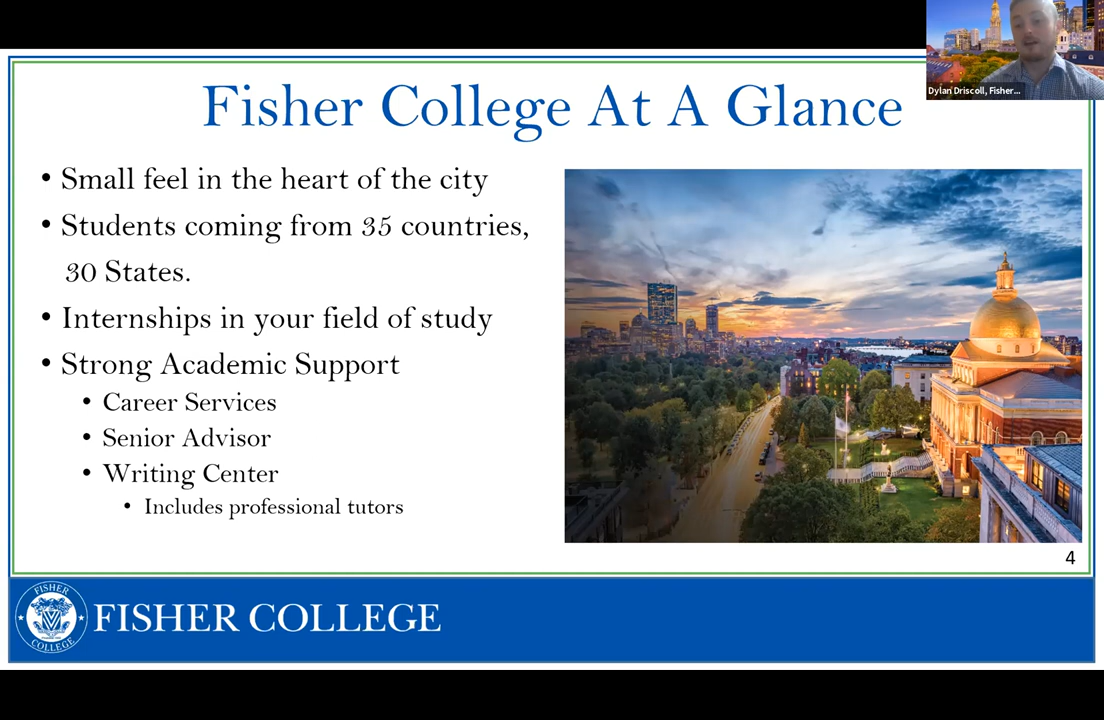 Dylan Driscoll, Fisher...
Fisher College At A Glance
• Small feel in the heart of the city
• Students coming from 35 countries,
30 States.
• Internships in your field of study
• Strong Academic Support
• Career Services
• Senior Advisor
• Writing Center
• Includes professional tutors
4
FISHER
COLLEGE
FISHER COLLEGE